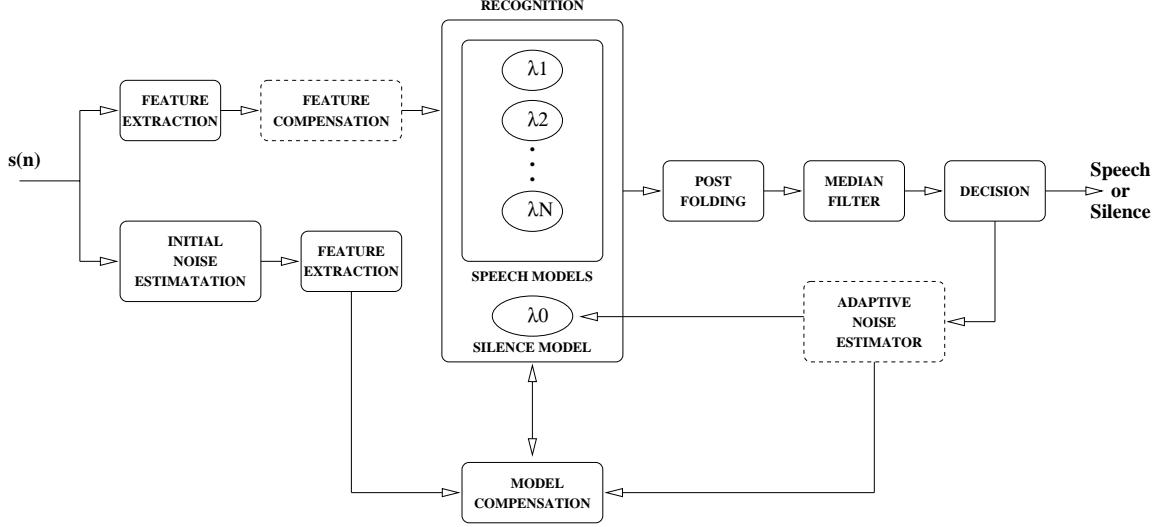 RECOGNITION
λ1
λ2
λN
SPEECH MODELS
λ0
SILENCE MODEL
s(n)
FEATURE
EXTRACTION
FEATURE
COMPENSATION
INITIAL
NOISE
ESTIMATATION
FEATURE
EXTRACTION
POST
FOLDING
MEDIAN
FILTER
DECISION
Speech
or
Silence
ADAPTIVE
NOISE
ESTIMATOR
MODEL
COMPENSATION